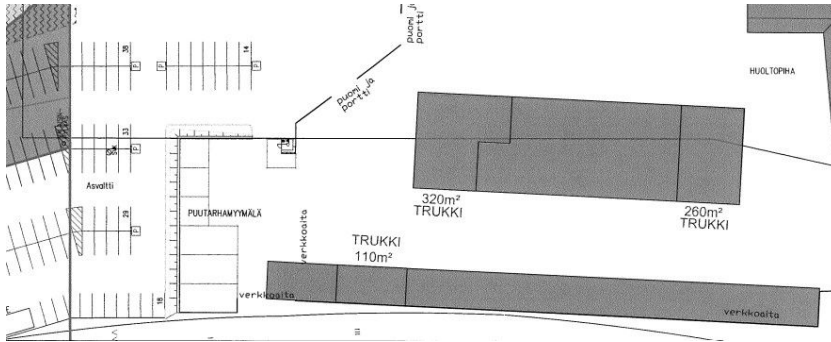 puomi ja
portti
38
14
P
P
P
puomi ja
portti
HUOLTOPIHA
33
P
Asvaltti
320m²
TRUKKI
260m²
TRUKKI
29
P
PUUTARHAMYYMÄLÄ
verkkoaita
TRUKKI
110m²
18
verkkoaita
verkkoaita
E